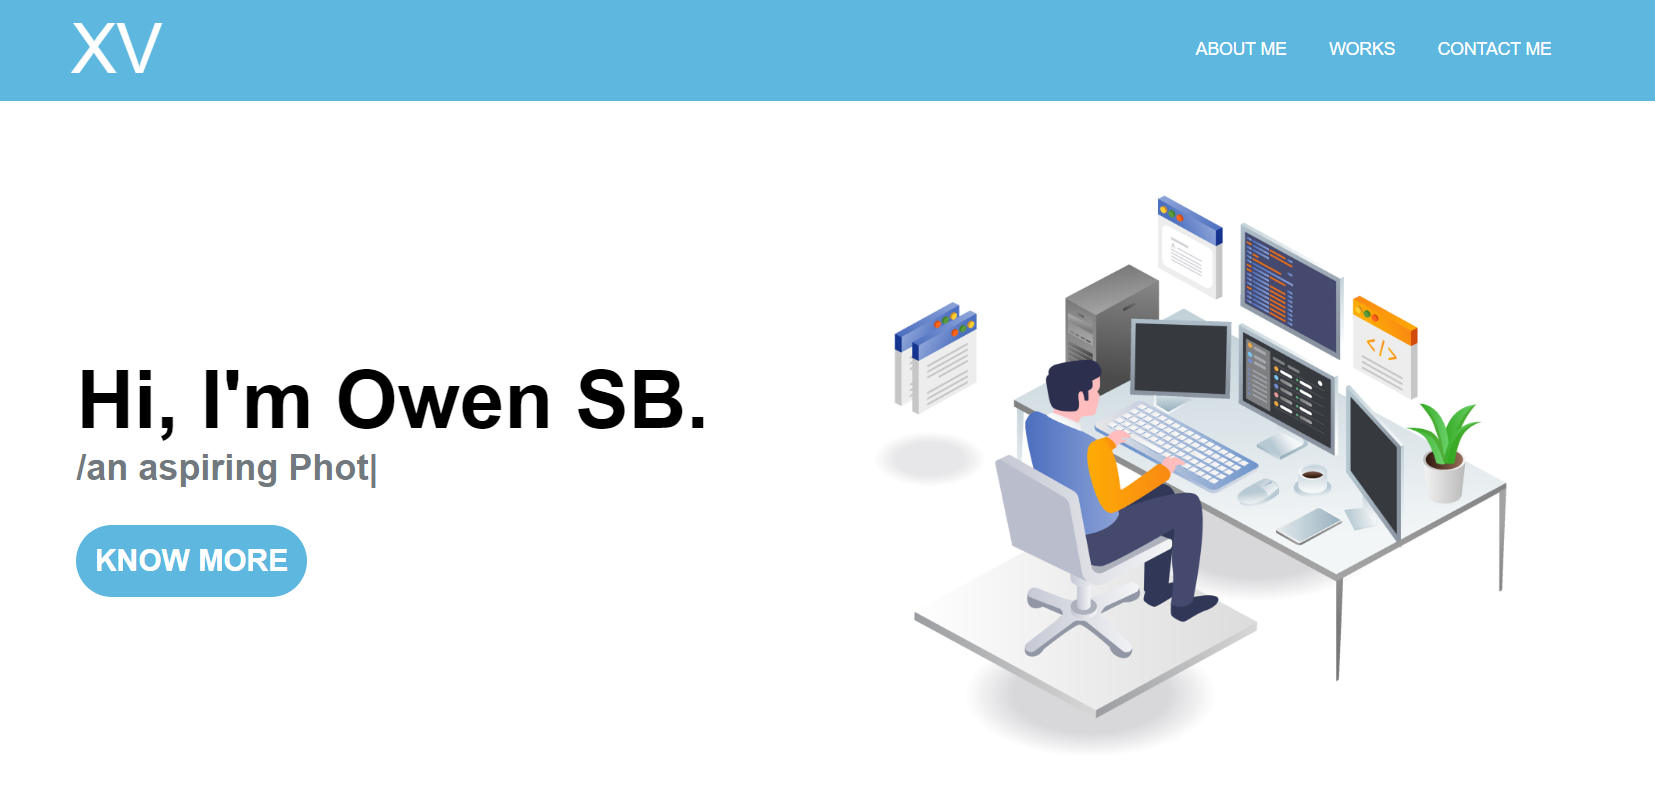 XV
ABOUT ME WORKS CONTACT ME
Hi, I'm Owen SB.
/an aspiring Phot|
KNOW MORE
</>